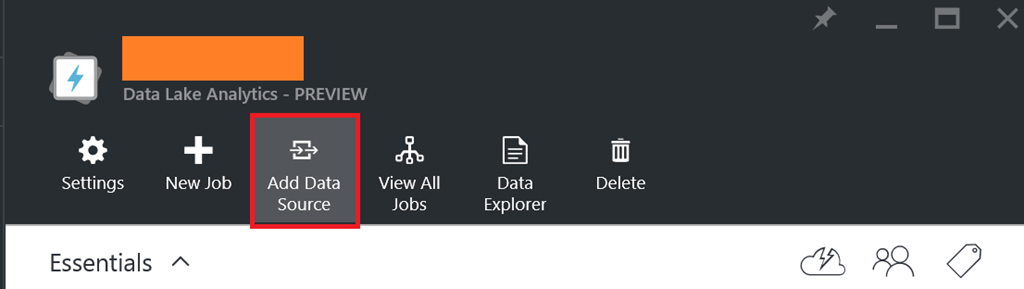 Data Lake Analytics - PREVIEW
Settings
New Job
Add Data
Source
View All
Jobs
Data
Explorer
Delete
Essentials